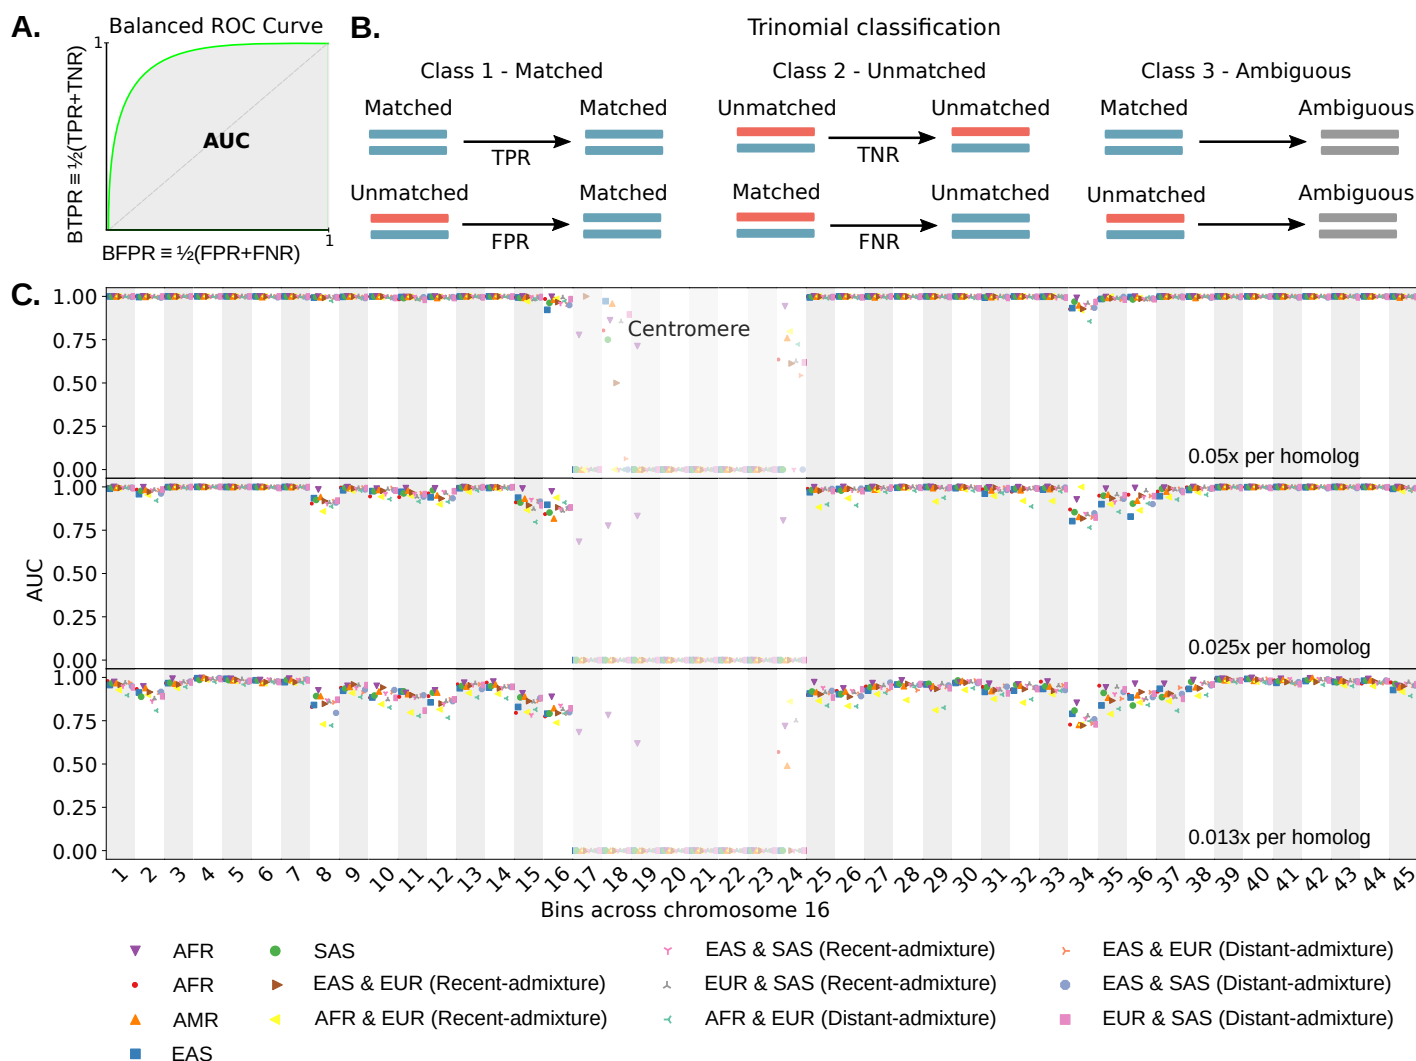 A.
Balanced ROC Curve
1
BTPR ≡ ½(TPR+TNR)
AUC
1
BFPR ≡ ½(FPR+FNR)
B.
Trinomial classification
Class 1 - Matched
Class 2 - Unmatched
Class 3 - Ambiguous
Matched
Matched
Unmatched
Unmatched
Matched
Ambiguous
TPR
TNR
Unmatched
Matched
Matched
Unmatched
Unmatched
Ambiguous
FPR
FNR
C.
1.00
0.75
0.50
0.25
0.00
Centromere
0.05x per homolog
1.00
0.75
0.50
0.25
0.00
AUC
0.025x per homolog
1.00
0.75
0.50
0.25
0.00
0.013x per homolog
1 2 3 4 5 6 7 8 9 10 11 12 13 14 15 16 17 18 19 20 21 22 23 24 25 26 27 28 29 30 31 32 33 34 35 36 37 38 39 40 41 42 43 44 45
Bins across chromosome 16
AFR
SAS
EAS & SAS (Recent-admixture)
EAS & EUR (Distant-admixture)
AFR
EAS & EUR (Recent-admixture)
EUR & SAS (Recent-admixture)
EAS & SAS (Distant-admixture)
AMR
AFR & EUR (Recent-admixture)
AFR & EUR (Distant-admixture)
EUR & SAS (Distant-admixture)
EAS